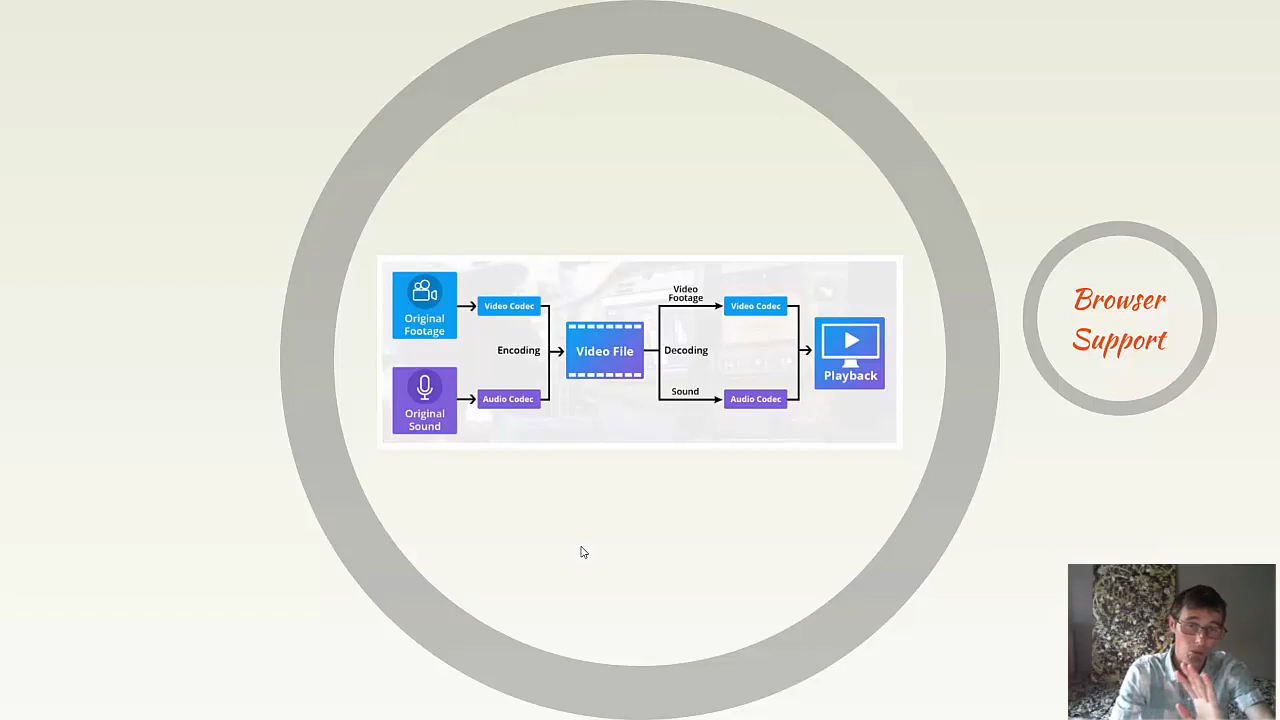 Original
Footage
Video Codec
Encoding
Original
Sound
Audio Codec
Video File
Video
Footage
Decoding
Sound
Video Codec
Audio Codec
Playback
Browser
Support